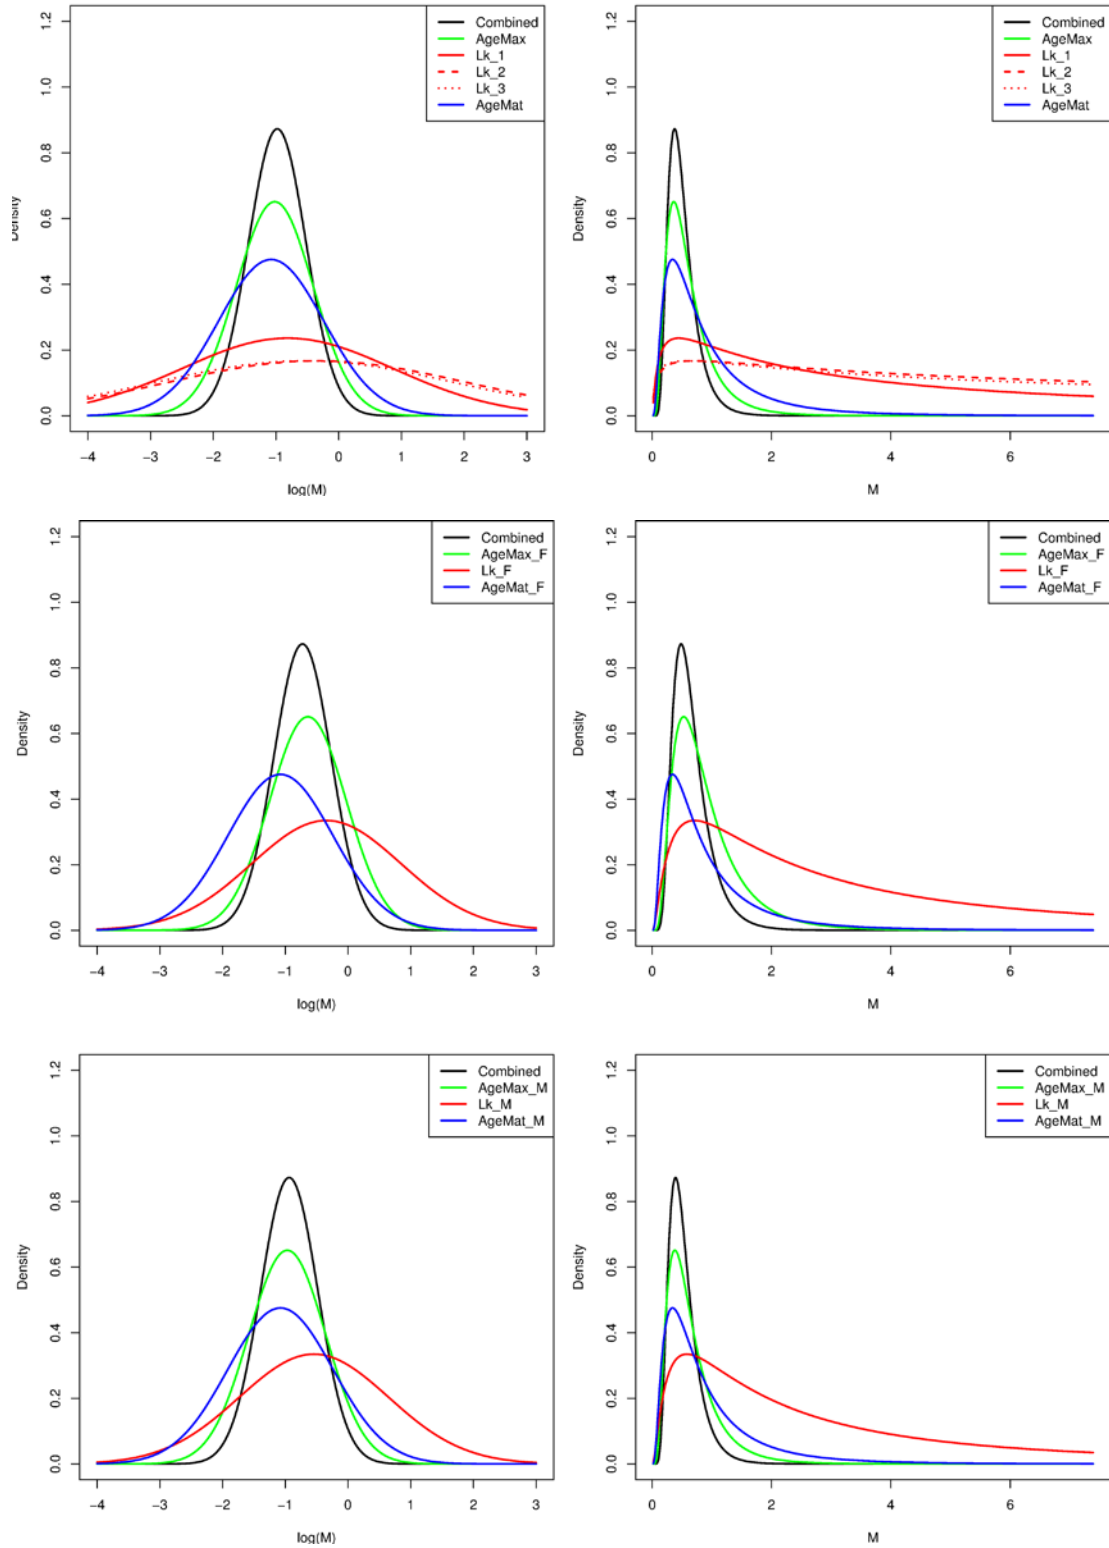 Combined
AgeMax
Lk_1
Lk_2
Lk_3
AgeMat
Density
0.0 0.2 0.4 0.6 0.8 1.0 1.2
−4 −3 −2 −1 0 1 2 3
log(M)
Combined
AgeMax
Lk_1
Lk_2
Lk_3
AgeMat
Density
0.0 0.2 0.4 0.6 0.8 1.0 1.2
0 2 4 6
M
Combined
AgeMax_F
Lk_F
AgeMat_F
Density
0.0 0.2 0.4 0.6 0.8 1.0 1.2
−4 −3 −2 −1 0 1 2 3
log(M)
Combined
AgeMax_F
Lk_F
AgeMat_F
Density
0.0 0.2 0.4 0.6 0.8 1.0 1.2
0 2 4 6
M
Combined
AgeMax_M
Lk_M
AgeMat_M
Density
0.0 0.2 0.4 0.6 0.8 1.0 1.2
−4 −3 −2 −1 0 1 2 3
log(M)
Combined
AgeMax_M
Lk_M
AgeMat_M
Density
0.0 0.2 0.4 0.6 0.8 1.0 1.2
0 2 4 6
M